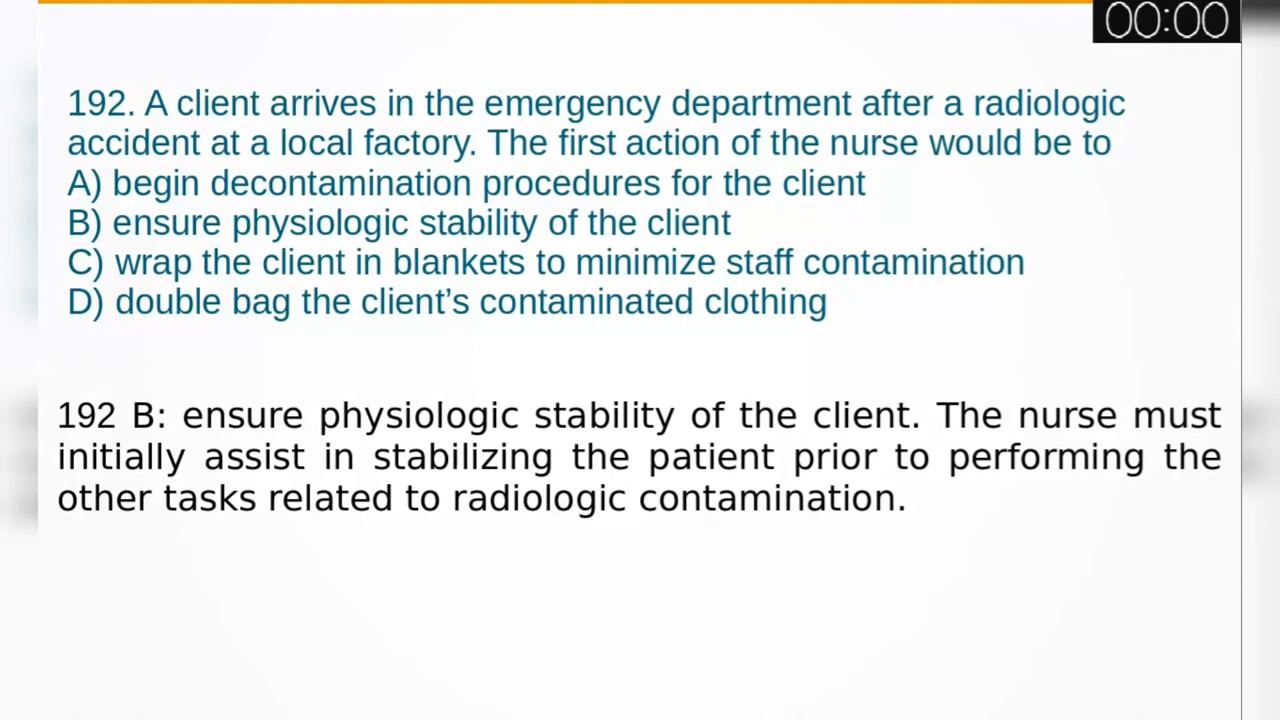 00:00
192. A client arrives in the emergency department after a radiologic
accident at a local factory. The first action of the nurse would be to
A) begin decontamination procedures for the client
B) ensure physiologic stability of the client
C) wrap the client in blankets to minimize staff contamination
D) double bag the client’s contaminated clothing
192 B: ensure physiologic stability of the client. The nurse must
initially assist in stabilizing the patient prior to performing the
other tasks related to radiologic contamination.